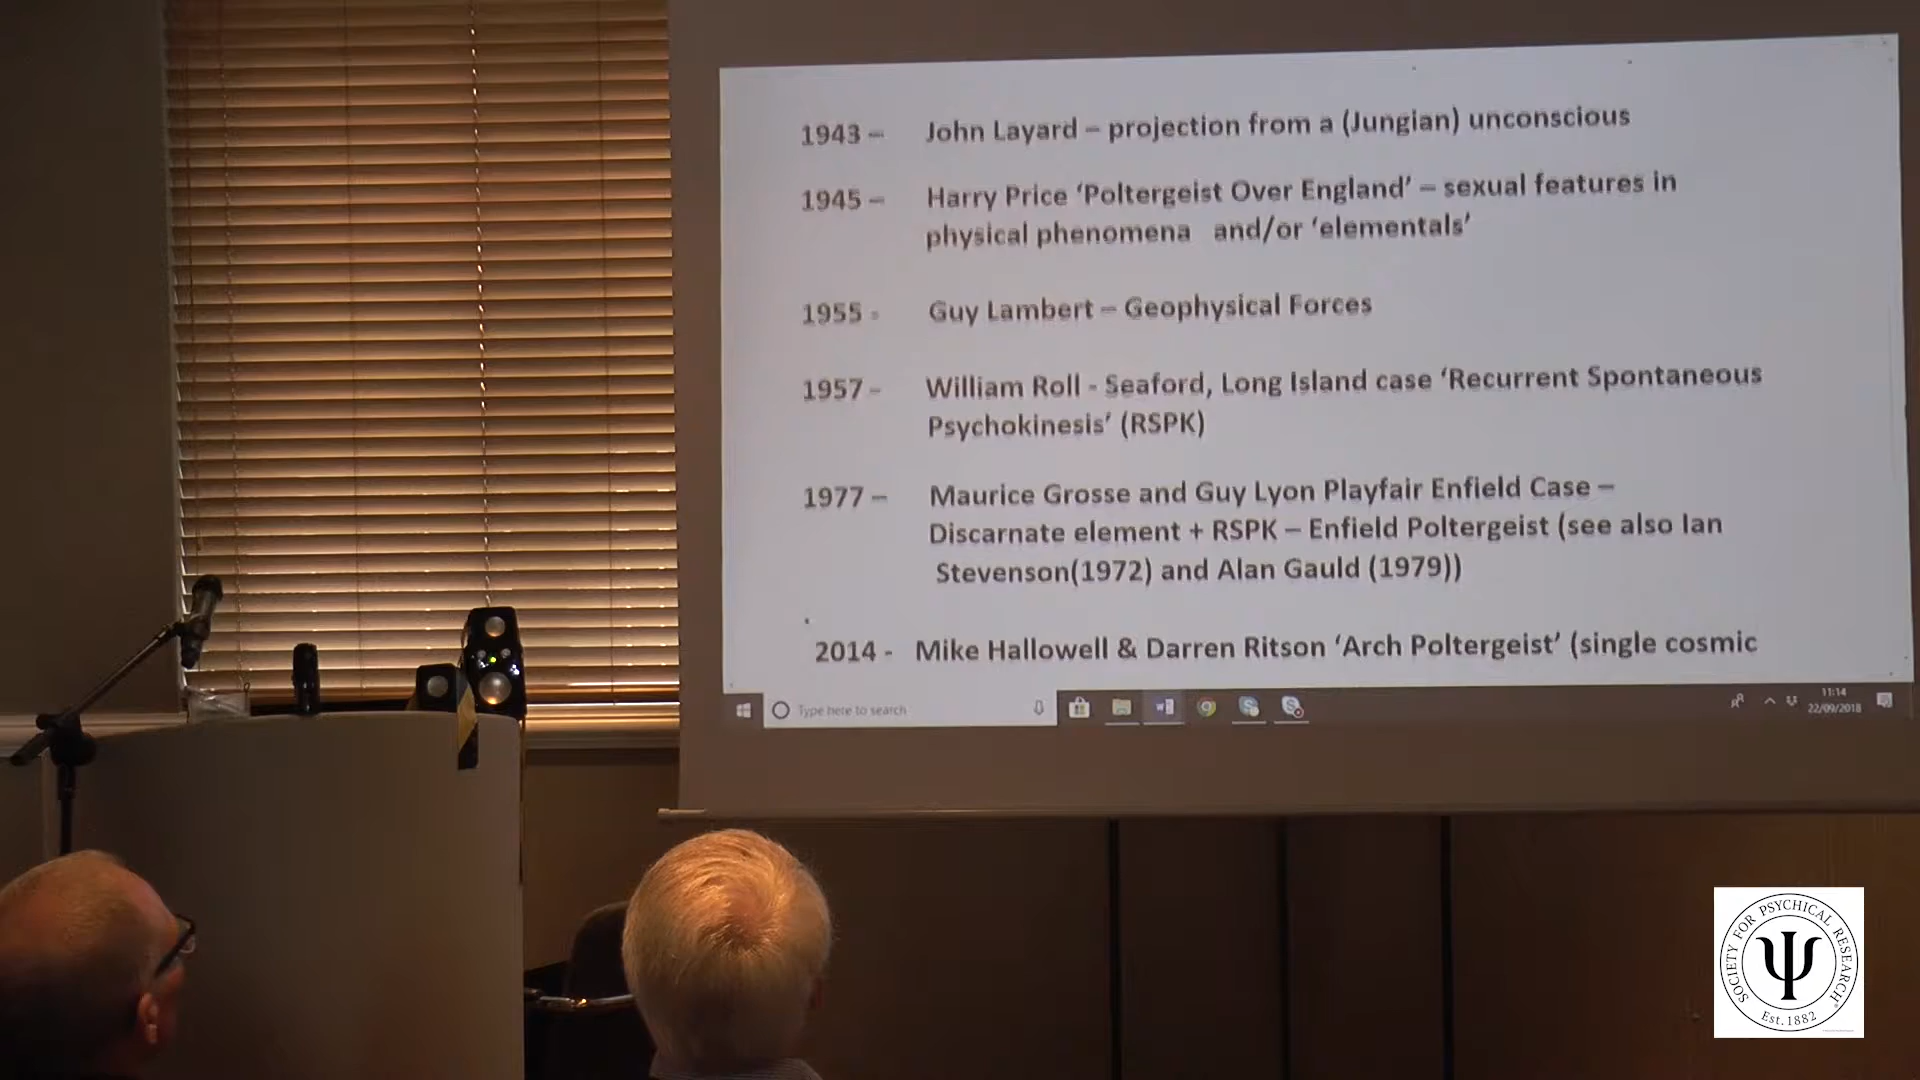 1943 – John Layard – projection from a (Jungian) unconscious
1945 – Harry Price ‘Poltergeist Over England’ – sexual features in
physical phenomena and/or ‘elementals’
1955 - Guy Lambert – Geophysical Forces
1957 - William Roll - Seaford, Long Island case ‘Recurrent Spontaneous
Psychokinesis’ (RSPK)
1977 – Maurice Grosse and Guy Lyon Playfair Enfield Case –
Discarnate element + RSPK – Enfield Poltergeist (see also Ian
Stevenson(1972) and Alan Gauld (1979))
2014 - Mike Hallowell & Darren Ritson ‘Arch Poltergeist’ (single cosmic
Type here to search
11:14
22/09/2018
SOCIETY FOR PSYCHICAL RESEARCH
Est. 1882